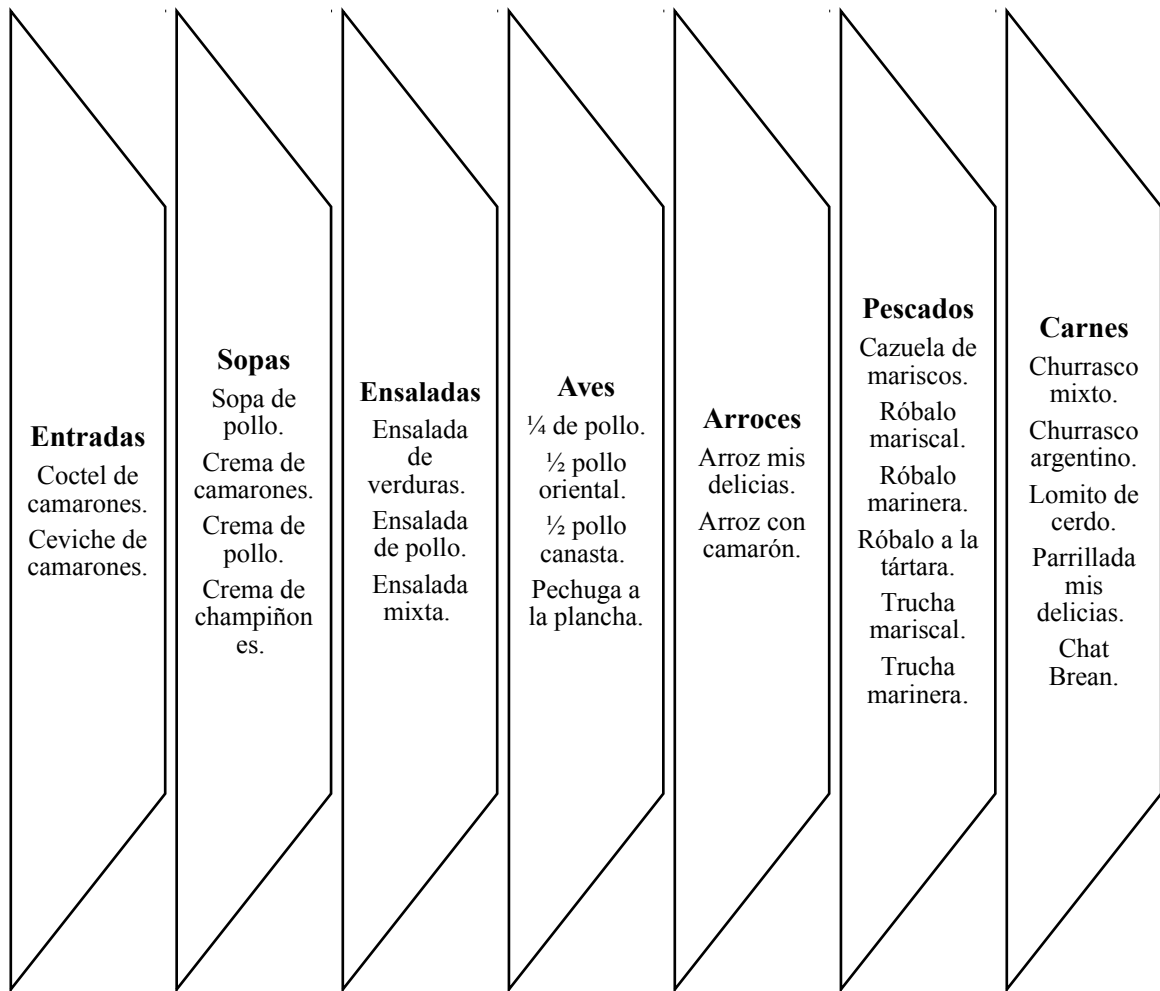 Entradas
Coctel de
camarones.
Ceviche de
camarones.
Sopas
Sopa de
pollo.
Crema de
camarones.
Crema de
pollo.
Crema de
champiñon
es.
Ensaladas
Ensalada
de
verduras.
Ensalada
de pollo.
Ensalada
mixta.
Aves
¼ de pollo.
½ pollo
oriental.
½ pollo
canasta.
Pechuga a
la plancha.
Arroces
Arroz mis
delicias.
Arroz con
camarón.
Pescados
Cazuela de
mariscos.
Róbalo
mariscal.
Róbalo
marinera.
Róbalo a la
tártara.
Trucha
mariscal.
Trucha
marinera.
Carnes
Churrasco
mixto.
Churrasco
argentino.
Lomito de
cerdo.
Parrillada
mis
delicias.
Chat
Brean.